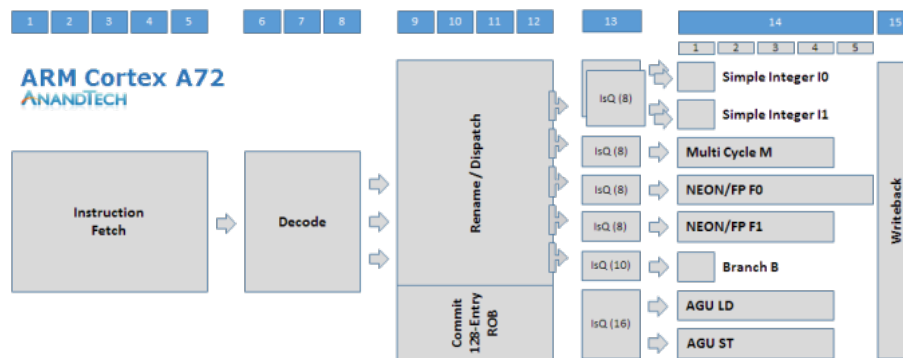 1 2 3 4 5 6 7 8 9 10 11 12 13 14 15
1 2 3 4 5
ARM Cortex A72
ANANDTECH
Instruction
Fetch
Decode
Rename / Dispatch
Commit
128-Entry
ROB
IsQ (8)
IsQ (8)
IsQ (8)
IsQ (8)
IsQ (10)
IsQ (16)
Simple Integer I0
Simple Integer I1
Multi Cycle M
NEON/FP F0
NEON/FP F1
Branch B
AGU LD
AGU ST
Writeback